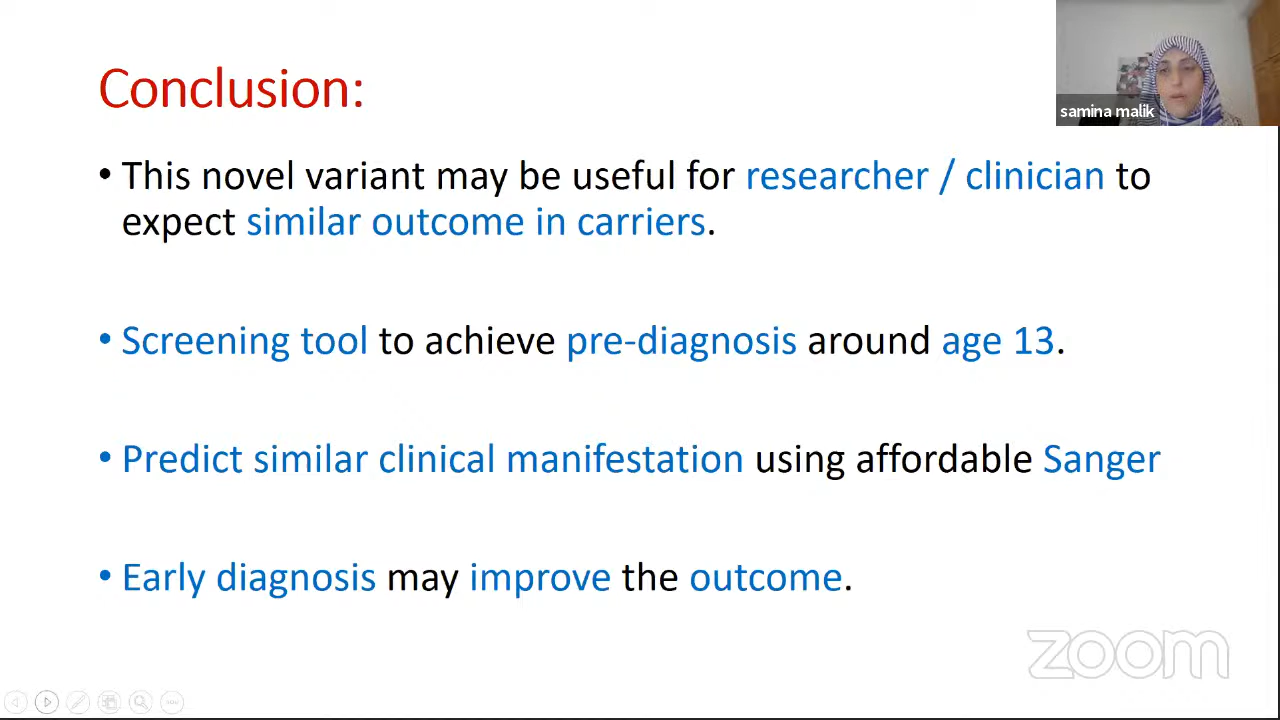 Conclusion:
samina malik
• This novel variant may be useful for researcher / clinician to
expect similar outcome in carriers.
• Screening tool to achieve pre-diagnosis around age 13.
• Predict similar clinical manifestation using affordable Sanger
• Early diagnosis may improve the outcome.
zoom